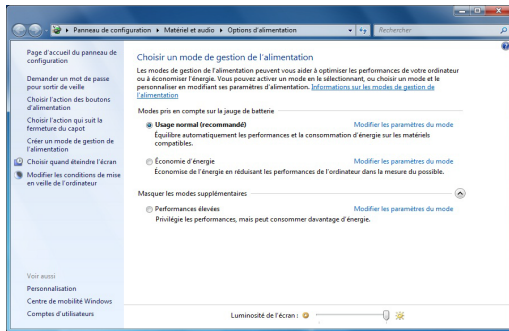 Panneau de configuration ▸ Matériel et audio ▸ Options d'alimentation
Rechercher
Page d'accueil du panneau de
configuration
Demander un mot de passe
pour sortir de veille
Choisir l'action des boutons
d'alimentation
Choisir l'action qui suit la
fermeture du capot
Créer un mode de gestion de
l'alimentation
Choisir quand éteindre l'écran
Modifier les conditions de mise
en veille de l'ordinateur
Voir aussi
Personnalisation
Centre de mobilité Windows
Comptes d'utilisateurs
Choisir un mode de gestion de l'alimentation
Les modes de gestion de l'alimentation peuvent vous aider à optimiser les performances de votre ordinateur
ou à économiser l'énergie. Vous pouvez activer un mode en le sélectionnant, ou choisir un mode et le
personnaliser en modifiant ses paramètres d'alimentation. Informations sur les modes de gestion de
l'alimentation
Modes pris en compte sur la jauge de batterie
Usage normal (recommandé) Modifier les paramètres du mode
Équilibre automatiquement les performances et la consommation d'énergie sur les matériels
compatibles.
Économie d'énergie Modifier les paramètres du mode
Économise de l'énergie en réduisant les performances de l'ordinateur dans la mesure du possible.
Masquer les modes supplémentaires
Performances élevées Modifier les paramètres du mode
Privilégie les performances, mais peut consommer davantage d'énergie.
Luminosité de l'écran :